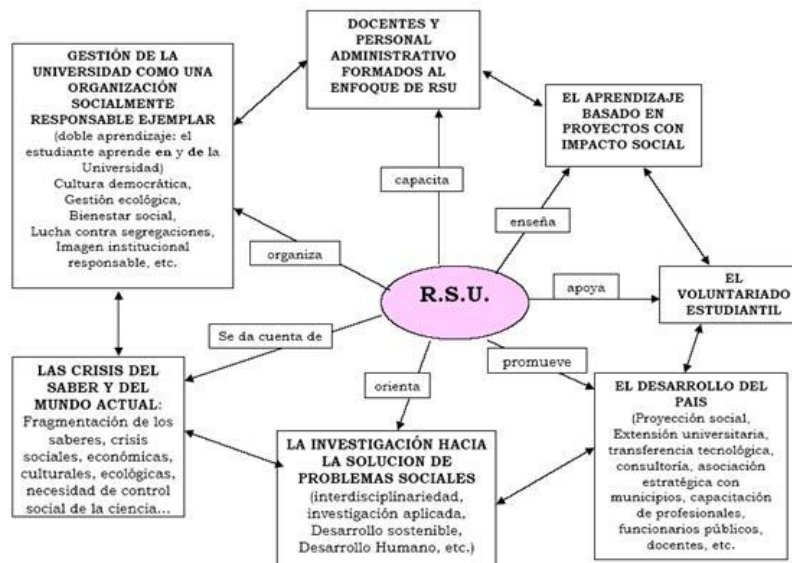 DOCENTES Y
PERSONAL
ADMINISTRATIVO
FORMADOS AL
ENFOQUE DE RSU
GESTIÓN DE LA
UNIVERSIDAD COMO UNA
ORGANIZACIÓN
SOCIALMENTE
RESPONSABLE EJEMPLAR
(doble aprendizaje: el
estudiante aprende en y de la
Universidad)
Cultura democrática,
Gestión ecológica,
Bienestar social,
Lucha contra segregaciones,
Imagen institucional
responsable, etc.
EL APRENDIZAJE
BASADO EN
PROYECTOS CON
IMPACTO SOCIAL
capacita
enseña
organiza
R.S.U.
apoya
EL
VOLUNTARIADO
ESTUDIANTIL
Se da cuenta de
promueve
orienta
LAS CRISIS DEL
SABER Y DEL
MUNDO ACTUAL:
Fragmentación de los
saberes, crisis
sociales, económicas,
culturales, ecológicas,
necesidad de control
social de la ciencia...
LA INVESTIGACIÓN HACIA
LA SOLUCION DE
PROBLEMAS SOCIALES
(interdisciplinariedad,
investigación aplicada,
Desarrollo sostenible,
Desarrollo Humano, etc.)
EL DESARROLLO DEL
PAIS
(Proyección social,
Extensión universitaria,
transferencia tecnológica,
consultoría, asociación
estratégica con
municipios, capacitación
de profesionales,
funcionarios públicos,
docentes, etc.